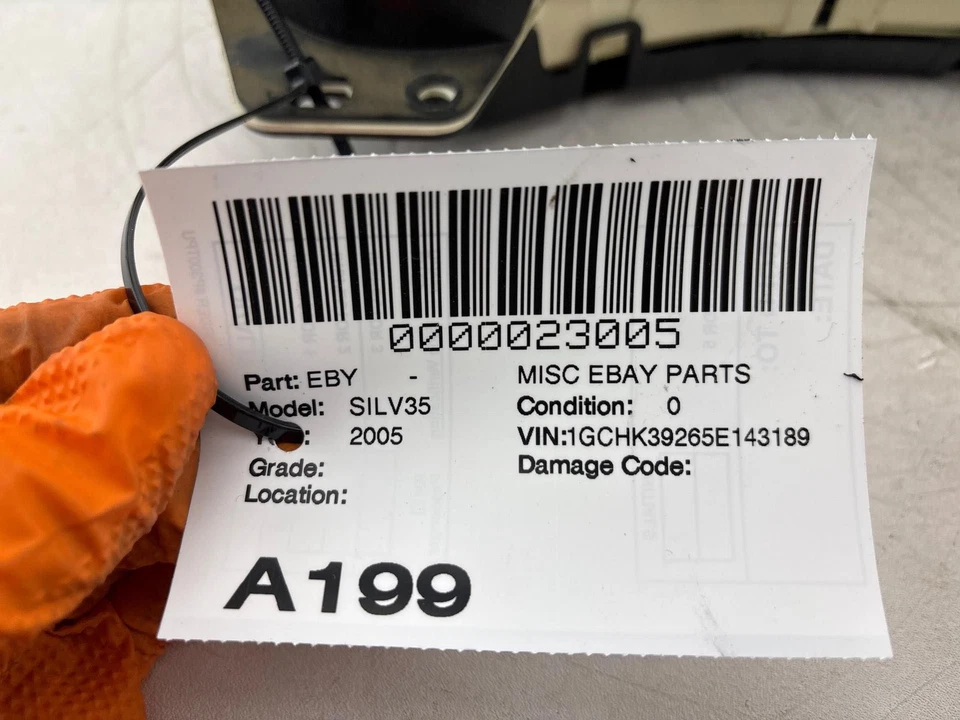 0000023005
Part: EBY - MISC EBAY PARTS
Model: SILV35 Condition: 0
2005 VIN:1GCHK39265E143189
Grade: Damage Code:
Location:
A199